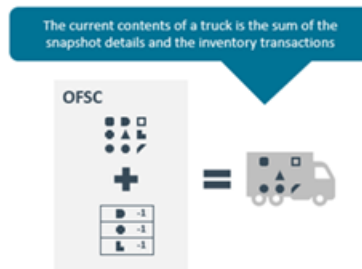 The current contents of a truck is the sum of the
snapshot details and the inventory transactions
OFSC
-1
-1
-1